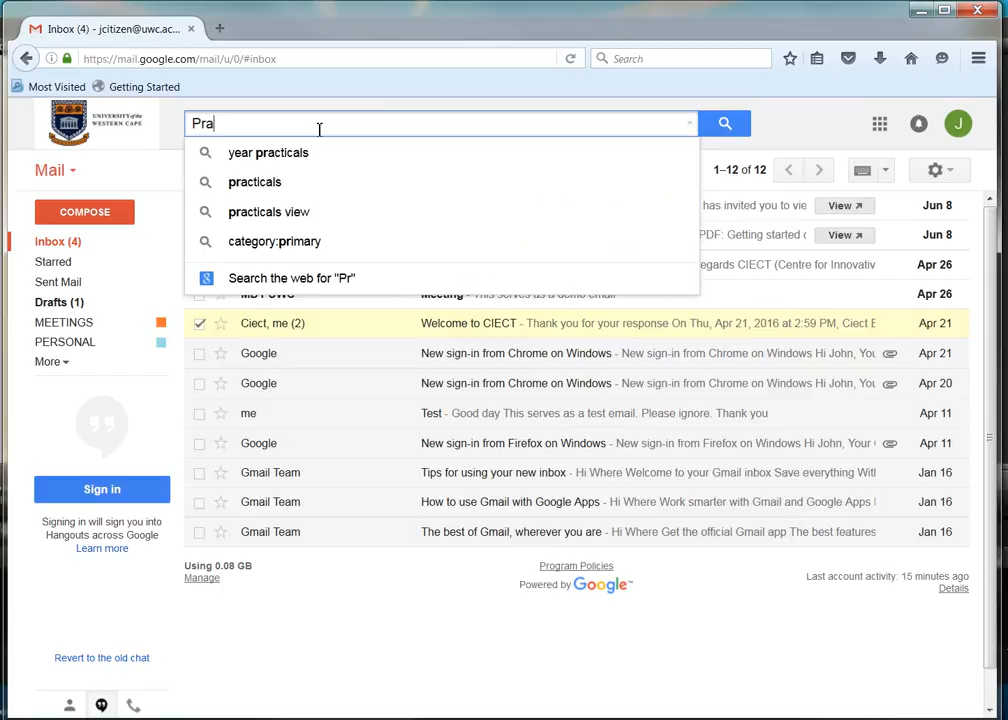 Inbox (4) - jcitizen@uwc.ac...
https://mail.google.com/mail/u/0/#inbox
Search
Most Visited
Getting Started
UNIVERSITY of the
WESTERN CAPE
Pra
J
year practicals
practicals
practicals view
category:primary
Search the web for "Pr"
Mail
1–12 of 12
COMPOSE
Inbox (4)
Starred
Sent Mail
Drafts (1)
MEETINGS
PERSONAL
More
has invited you to vie View Jun 8
PDF: Getting started View Jun 8
egards CIECT (Centre for Innovativ Apr 26
Meeting - This serves as a demo email Apr 26
Ciect, me (2) Welcome to CIECT - Thank you for your response On Thu, Apr 21, 2016 at 2:59 PM, Ciect E Apr 21
Google New sign-in from Chrome on Windows - New sign-in from Chrome on Windows Hi John, You Apr 21
Google New sign-in from Chrome on Windows - New sign-in from Chrome on Windows Hi John, You Apr 20
me Test - Good day This serves as a test email. Please ignore. Thank you Apr 11
Google New sign-in from Firefox on Windows - New sign-in from Firefox on Windows Hi John, Your Apr 11
Gmail Team Tips for using your new inbox - Hi Where Welcome to your Gmail inbox Save everything With Jan 16
Gmail Team How to use Gmail with Google Apps - Hi Where Work smarter with Gmail and Google Apps Jan 16
Gmail Team The best of Gmail, wherever you are - Hi Where Get the official Gmail app The best features Jan 16
Sign in
Signing in will sign you into
Hangouts across Google
Learn more
Using 0.08 GB
Manage
Program Policies
Powered by Google™
Last account activity: 15 minutes ago
Details
Revert to the old chat